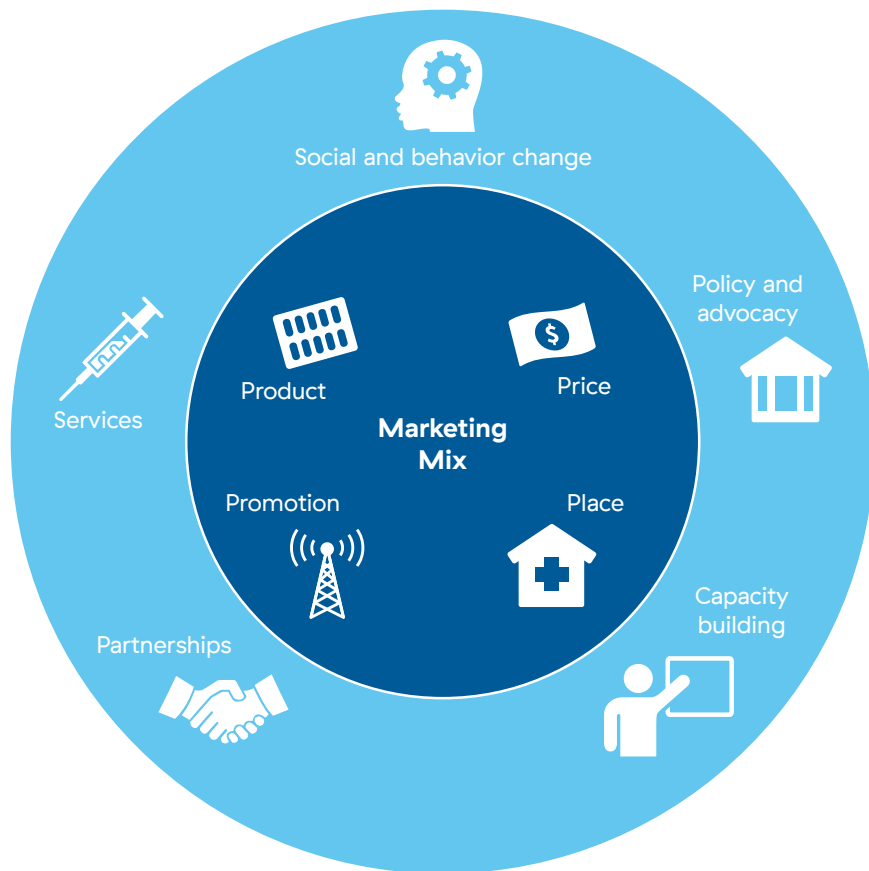 Social and behavior change
Policy and
advocacy
$
Product
Price
Services
Marketing
Mix
Promotion
Place
Capacity
building
Partnerships